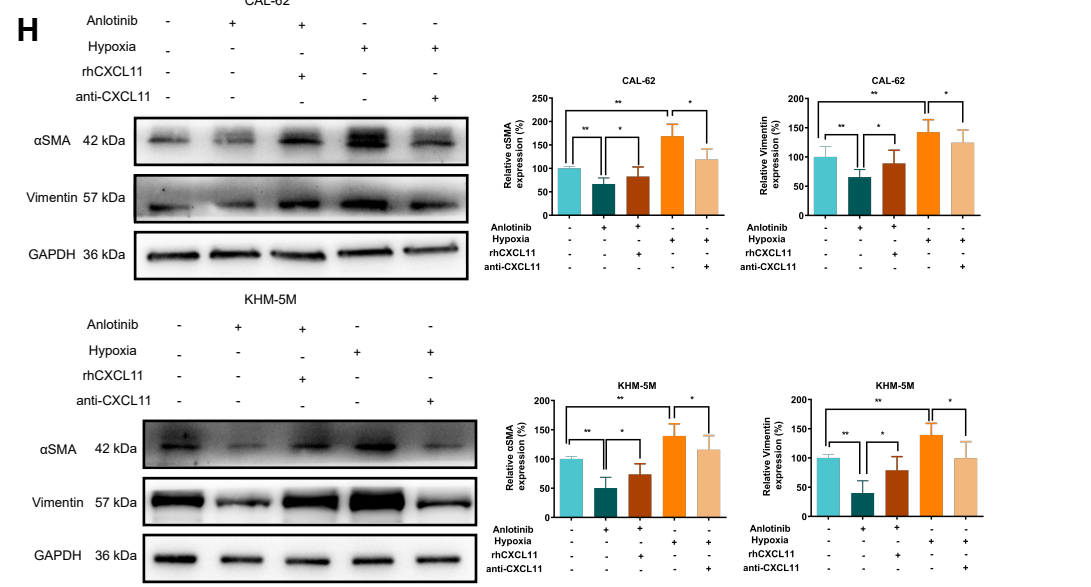 H
CAL-62
Anlotinib - + + - -
Hypoxia - - - + +
rhCXCL11 - - + - -
anti-CXCL11 - - - - +
αSMA 42 kDa
Vimentin 57 kDa
GAPDH 36 kDa
CAL-62
Relative αSMA
expression (%)
250
200
150
100
50
0
** ** * *
Anlotinib - + + - -
Hypoxia - - - + +
rhCXCL11 - - + - -
anti-CXCL11 - - - - +
CAL-62
Relative Vimentin
expression (%)
200
150
100
50
0
** ** * *
Anlotinib - + + - -
Hypoxia - - - + +
rhCXCL11 - - + - -
anti-CXCL11 - - - - +
KHM-5M
Anlotinib - + + - -
Hypoxia - - - + +
rhCXCL11 - - + - -
anti-CXCL11 - - - - +
αSMA 42 kDa
Vimentin 57 kDa
GAPDH 36 kDa
KHM-5M
Relative αSMA
expression (%)
200
150
100
50
0
** ** * *
Anlotinib - + + - -
Hypoxia - - - + +
rhCXCL11 - - + - -
anti-CXCL11 - - - - +
KHM-5M
Relative Vimentin
expression (%)
200
150
100
50
0
** ** * *
Anlotinib - + + - -
Hypoxia - - - + +
rhCXCL11 - - + - -
anti-CXCL11 - - - - +